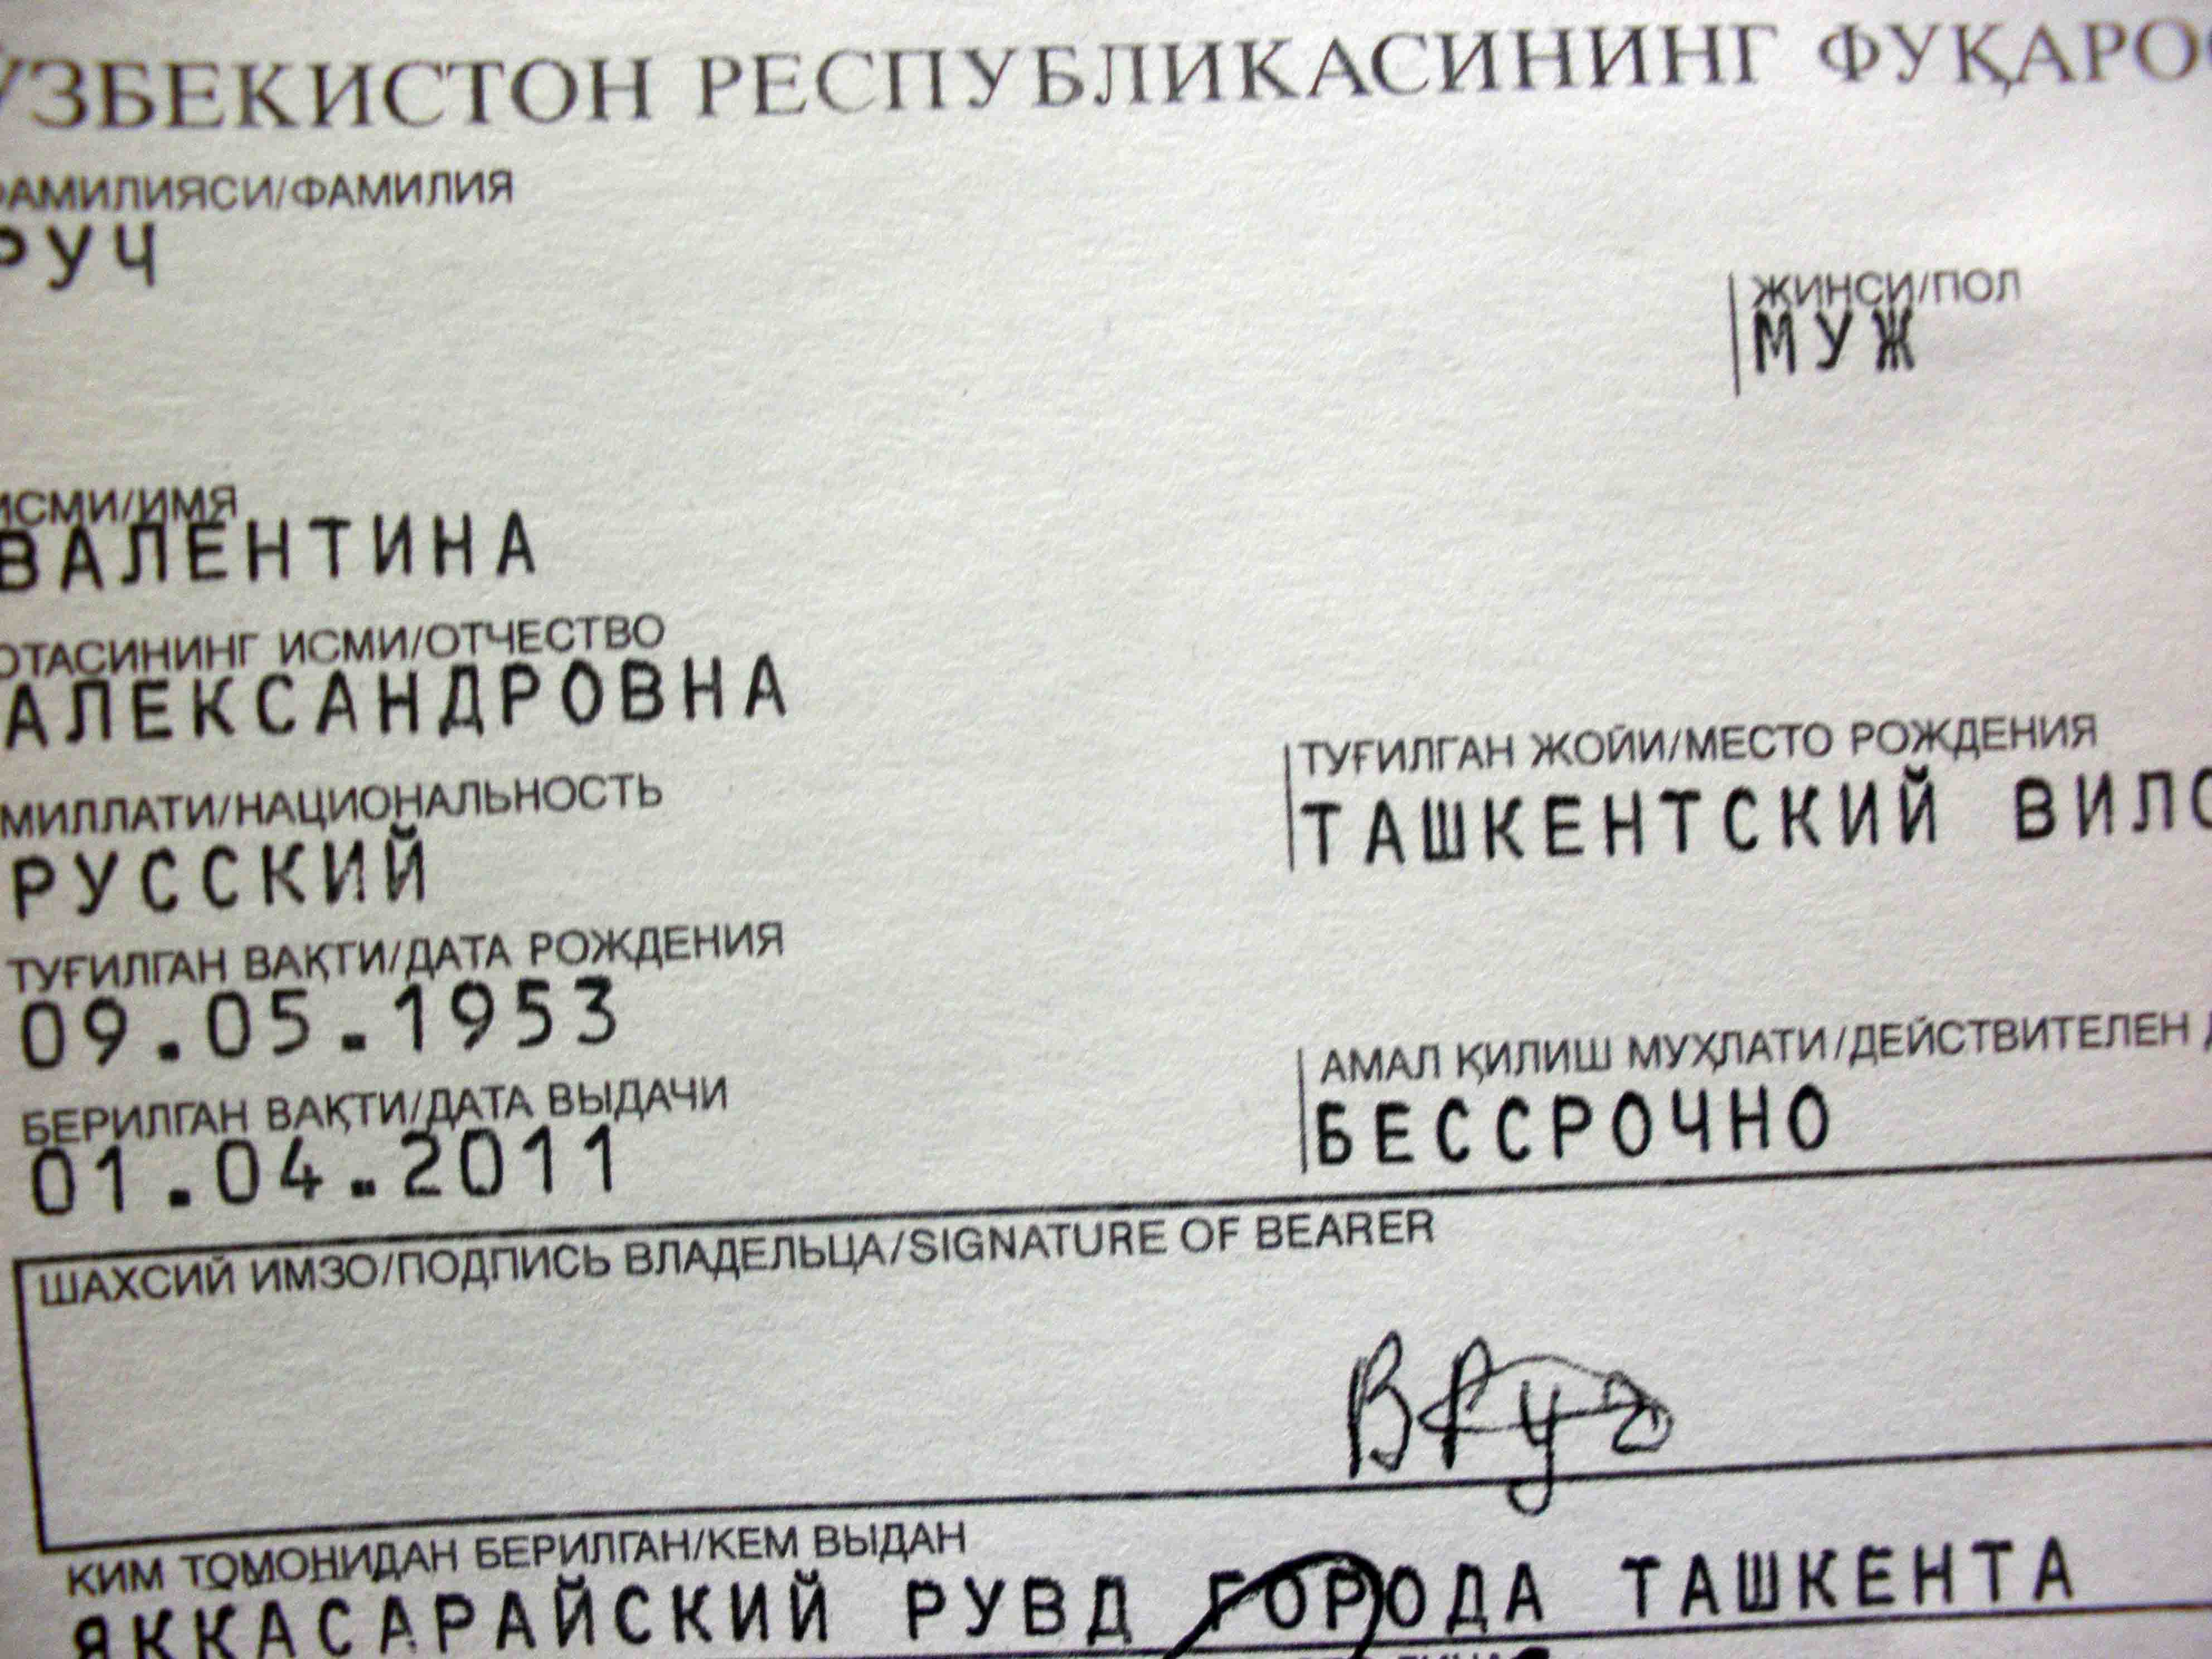 ЎЗБЕКИСТОН РЕСПУБЛИКАСИНИНГ ФУҚАРО
ФАМИЛИЯСИ/ФАМИЛИЯ
РУЧ
ЖИНСИ/ПОЛ
МУЖ
ИСМИ/ИМЯ
ВАЛЕНТИНА
ОТАСИНИНГ ИСМИ/ОТЧЕСТВО
АЛЕКСАНДРОВНА
МИЛЛАТИ/НАЦИОНАЛЬНОСТЬ
РУССКИЙ
ТУҒИЛГАН ЖОЙИ/МЕСТО РОЖДЕНИЯ
ТАШКЕНТСКИЙ ВИЛО
ТУҒИЛГАН ВАҚТИ/ДАТА РОЖДЕНИЯ
09.05.1953
БЕРИЛГАН ВАҚТИ/ДАТА ВЫДАЧИ
01.04.2011
АМАЛ ҚИЛИШ МУҲЛАТИ/ДЕЙСТВИТЕЛЕН
БЕССРОЧНО
ШАХСИЙ ИМЗО/ПОДПИСЬ ВЛАДЕЛЬЦА/SIGNATURE OF BEARER
ВРуч
КИМ ТОМОНИДАН БЕРИЛГАН/КЕМ ВЫДАН
ЯККАСАРАЙСКИЙ РУВД ГОРОДА ТАШКЕНТА